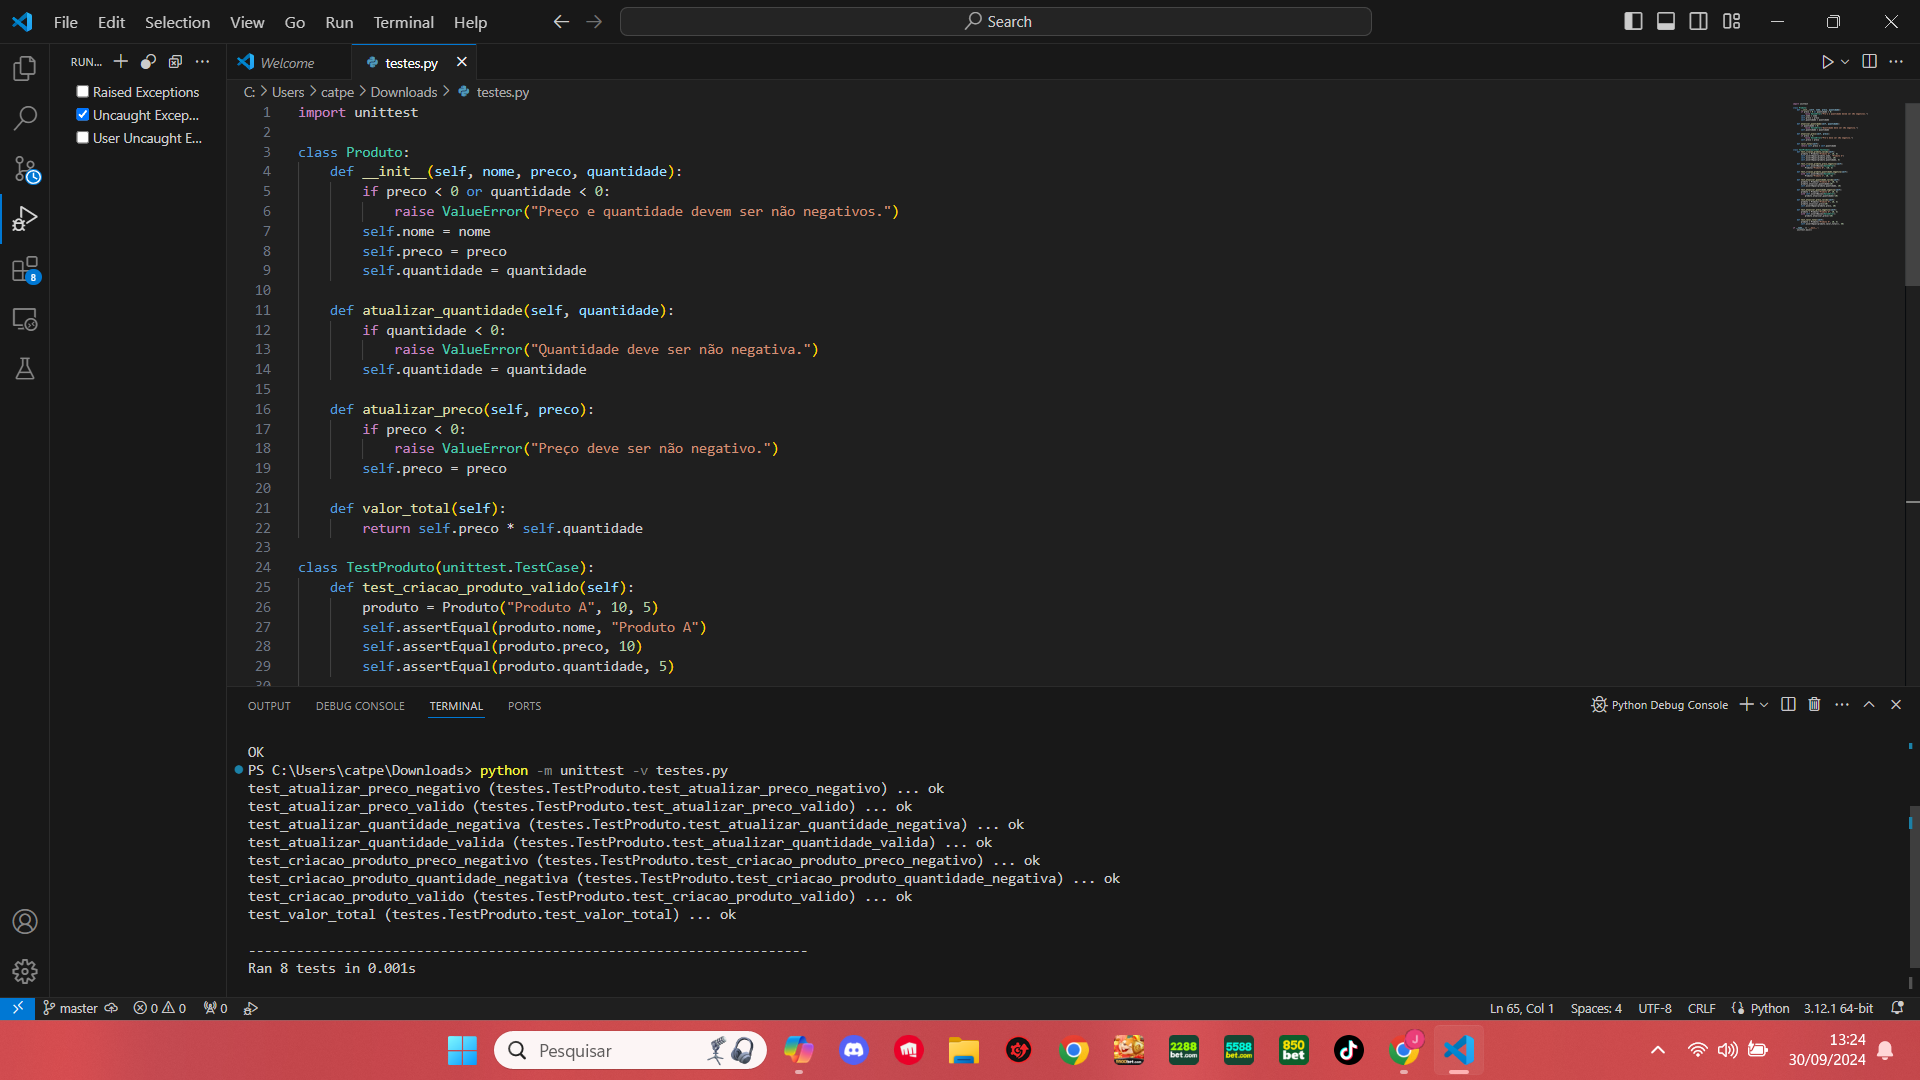 File Edit Selection View Go Run Terminal Help
Search
RUN... Welcome testes.py
Raised Exceptions
Uncaught Excep...
User Uncaught E...
C: > Users > catpe > Downloads > testes.py
1 import unittest
2
3 class Produto:
4 def __init__(self, nome, preco, quantidade):
5 if preco < 0 or quantidade < 0:
6 raise ValueError("Preço e quantidade devem ser não negativos.")
7 self.nome = nome
8 self.preco = preco
9 self.quantidade = quantidade
10
11 def atualizar_quantidade(self, quantidade):
12 if quantidade < 0:
13 raise ValueError("Quantidade deve ser não negativa.")
14 self.quantidade = quantidade
15
16 def atualizar_preco(self, preco):
17 if preco < 0:
18 raise ValueError("Preço deve ser não negativo.")
19 self.preco = preco
20
21 def valor_total(self):
22 return self.preco * self.quantidade
23
24 class TestProduto(unittest.TestCase):
25 def test_criacao_produto_valido(self):
26 produto = Produto("Produto A", 10, 5)
27 self.assertEqual(produto.nome, "Produto A")
28 self.assertEqual(produto.preco, 10)
29 self.assertEqual(produto.quantidade, 5)
30
8
OUTPUT DEBUG CONSOLE TERMINAL PORTS Python Debug Console
OK
PS C:\Users\catpe\Downloads> python -m unittest -v testes.py
test_atualizar_preco_negativo (testes.TestProduto.test_atualizar_preco_negativo) ... ok
test_atualizar_preco_valido (testes.TestProduto.test_atualizar_preco_valido) ... ok
test_atualizar_quantidade_negativa (testes.TestProduto.test_atualizar_quantidade_negativa) ... ok
test_atualizar_quantidade_valida (testes.TestProduto.test_atualizar_quantidade_valida) ... ok
test_criacao_produto_preco_negativo (testes.TestProduto.test_criacao_produto_preco_negativo) ... ok
test_criacao_produto_quantidade_negativa (testes.TestProduto.test_criacao_produto_quantidade_negativa) ... ok
test_criacao_produto_valido (testes.TestProduto.test_criacao_produto_valido) ... ok
test_valor_total (testes.TestProduto.test_valor_total) ... ok
----------------------------------------------------------------------
Ran 8 tests in 0.001s
master 0 0 0 Ln 65, Col 1 Spaces: 4 UTF-8 CRLF Python 3.12.1 64-bit
Pesquisar
2288 bet.com
5588 bet.com
850 bet
J
13:24
30/09/2024